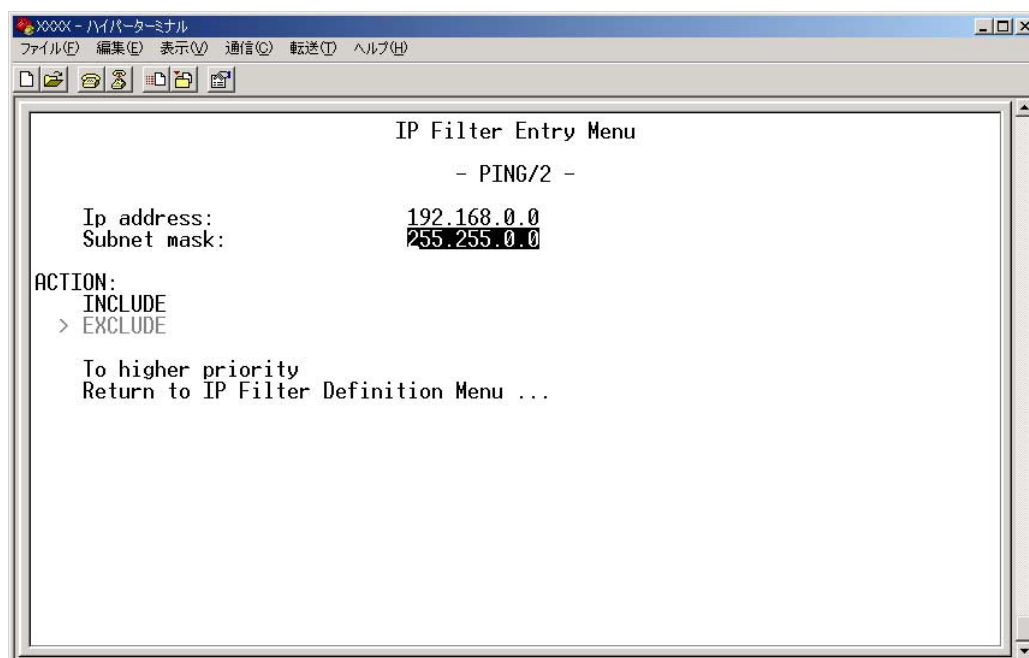 XXXX - ハイパーターミナル
ファイル(F) 編集(E) 表示(V) 通信(C) 転送(T) ヘルプ(H)
IP Filter Entry Menu
- PING/2 -
Ip address: 192.168.0.0
Subnet mask: 255.255.0.0
ACTION:
INCLUDE
> EXCLUDE
To higher priority
Return to IP Filter Definition Menu ...